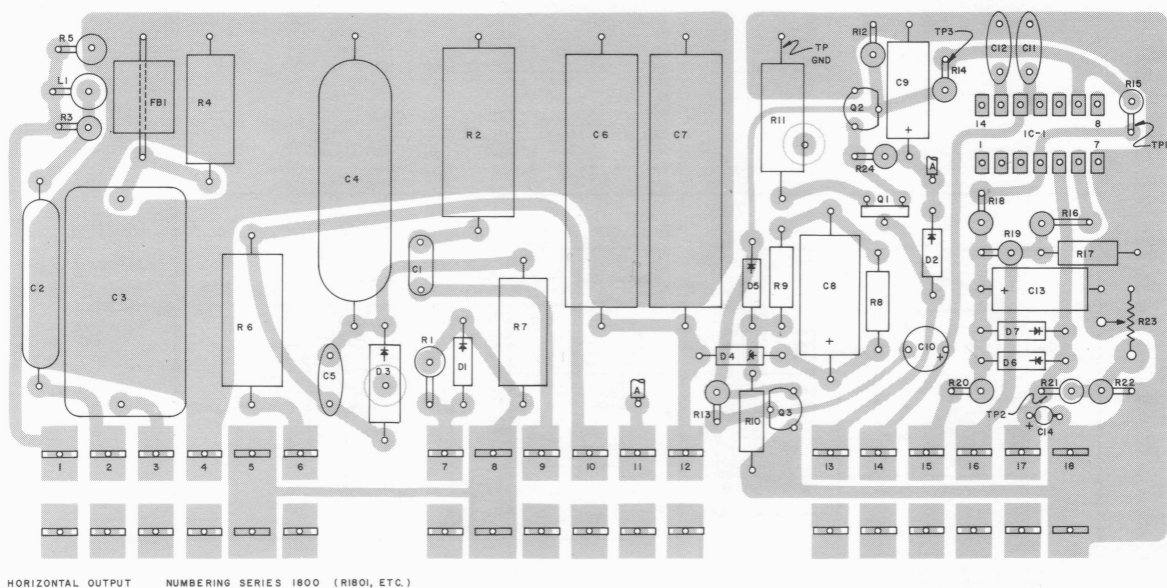 R5
L1
R3
FB1
R4
C4
R2
C6
C7
TP
GND
R11
R12
C9
TP3
R14
C12
C11
R15
Q2
14
8
IC-1
1
7
TP1
R24
A
R18
Q1
R16
R19
R17
C2
C3
R6
C1
R7
D5
R9
C8
R8
D2
C13
R23
C5
D3
R1
D1
D4
C10
D7
D6
A
R13
R10
Q3
R20
R21
R22
TP2
C14
+
+
+
+
+
1 2 3 4 5 6 7 8 9 10 11 12 13 14 15 16 17 18
HORIZONTAL OUTPUT NUMBERING SERIES 1800 (R1801, ETC.)